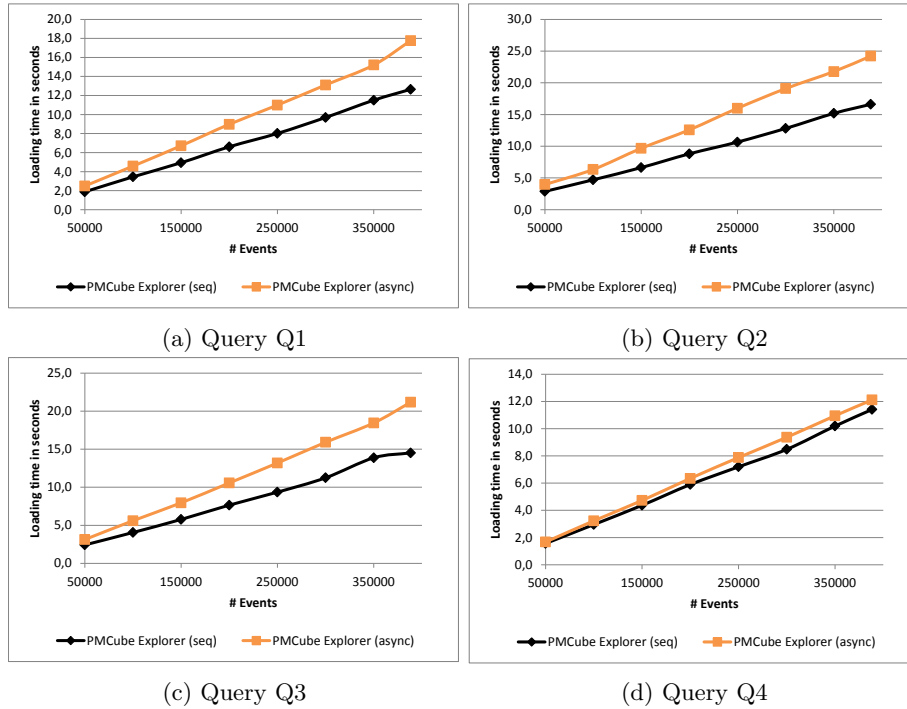 20,0
18,0
16,0
14,0
12,0
10,0
8,0
6,0
4,0
2,0
0,0
Loading time in seconds
50000 150000 250000 350000
# Events
PMCube Explorer (seq) PMCube Explorer (async)
(a) Query Q1
30,0
25,0
20,0
15,0
10,0
5,0
0,0
Loading time in seconds
50000 150000 250000 350000
# Events
PMCube Explorer (seq) PMCube Explorer (async)
(b) Query Q2
25,0
20,0
15,0
10,0
5,0
0,0
Loading time in seconds
50000 150000 250000 350000
# Events
PMCube Explorer (seq) PMCube Explorer (async)
(c) Query Q3
14,0
12,0
10,0
8,0
6,0
4,0
2,0
0,0
Loading time in seconds
50000 150000 250000 350000
# Events
PMCube Explorer (seq) PMCube Explorer (async)
(d) Query Q4